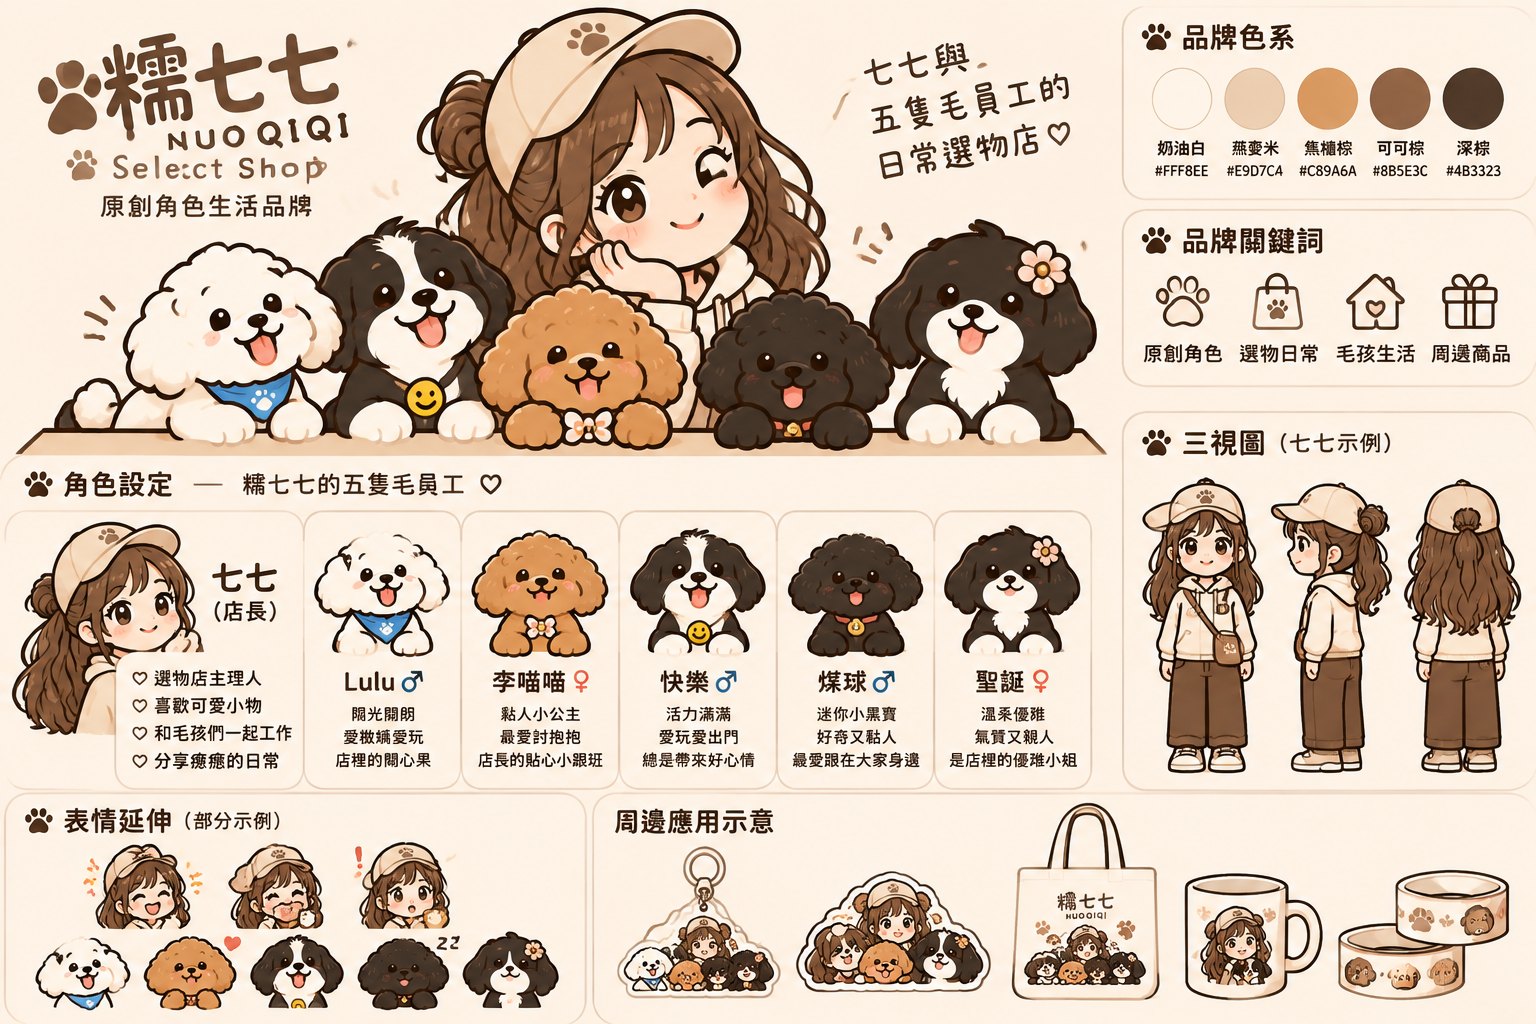 糯七七
NUO QIQI
Select Shop
原創角色生活品牌
七七與
五隻毛員工的
日常選物店♡
品牌色系
奶油白
#FFF8EE
燕麥米
#E9D7C4
焦糖棕
#C89A6A
可可棕
#8B5E3C
深棕
#4B3323
品牌關鍵詞
原創角色
選物日常
毛孩生活
周邊商品
三視圖（七七示例）
角色設定 — 糯七七的五隻毛員工 ♡
七七
（店長）
♡ 選物店主理人
♡ 喜歡可愛小物
♡ 和毛孩們一起工作
♡ 分享療癒的日常
Lulu ♂
陽光開朗
愛玩
店裡的開心果
李喵喵 ♀
黏人小公主
最愛討抱抱
店長的貼心小跟班
快樂 ♂
活力滿滿
愛玩愛出門
總是帶來好心情
煤球 ♂
迷你小黑寶
好奇又黏人
最愛跟在大家身邊
聖誕 ♀
溫柔優雅
氣質又親人
是店裡的優雅小姐
表情延伸（部分示例）
!
zz
周邊應用示意
糯七七
NUOQIQI